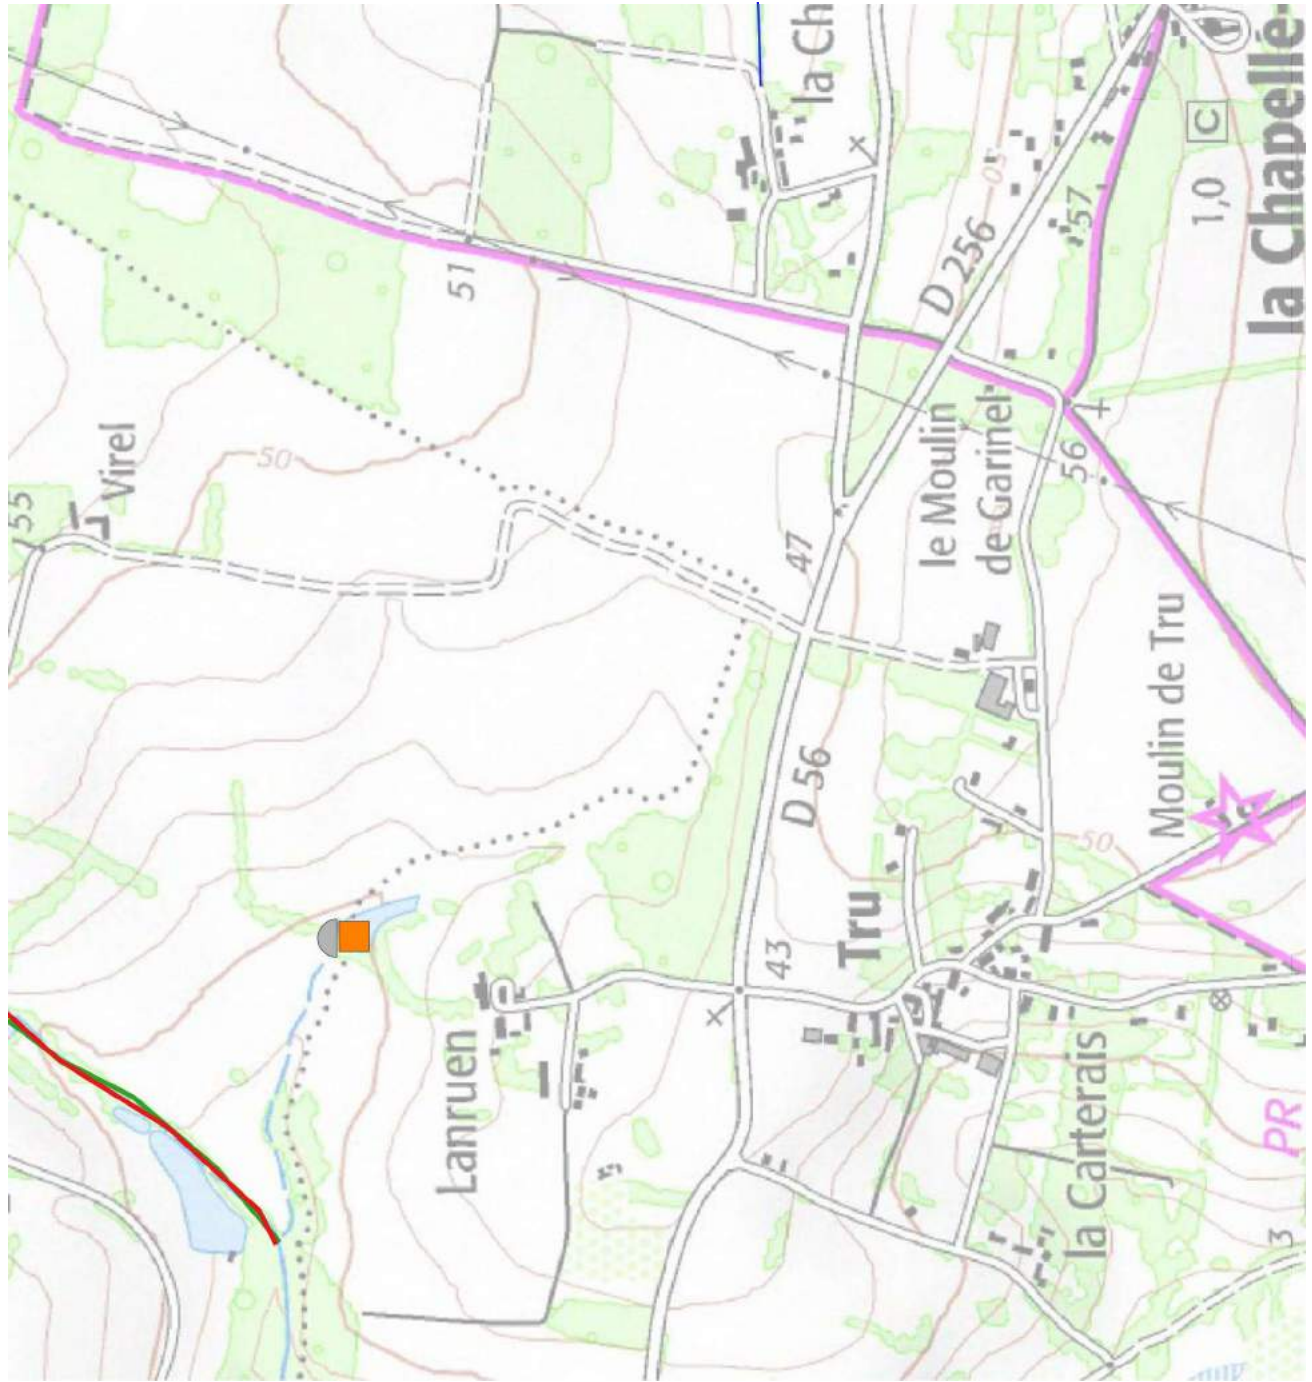 la Ch
la Chapelle-
C
1,0
57
50
D 256
51
le Moulin
de Garinel
56
55
Virel
50
47
Moulin de Tru
D 56
50
Tru
43
Lanruen
la Carterais
PR
3